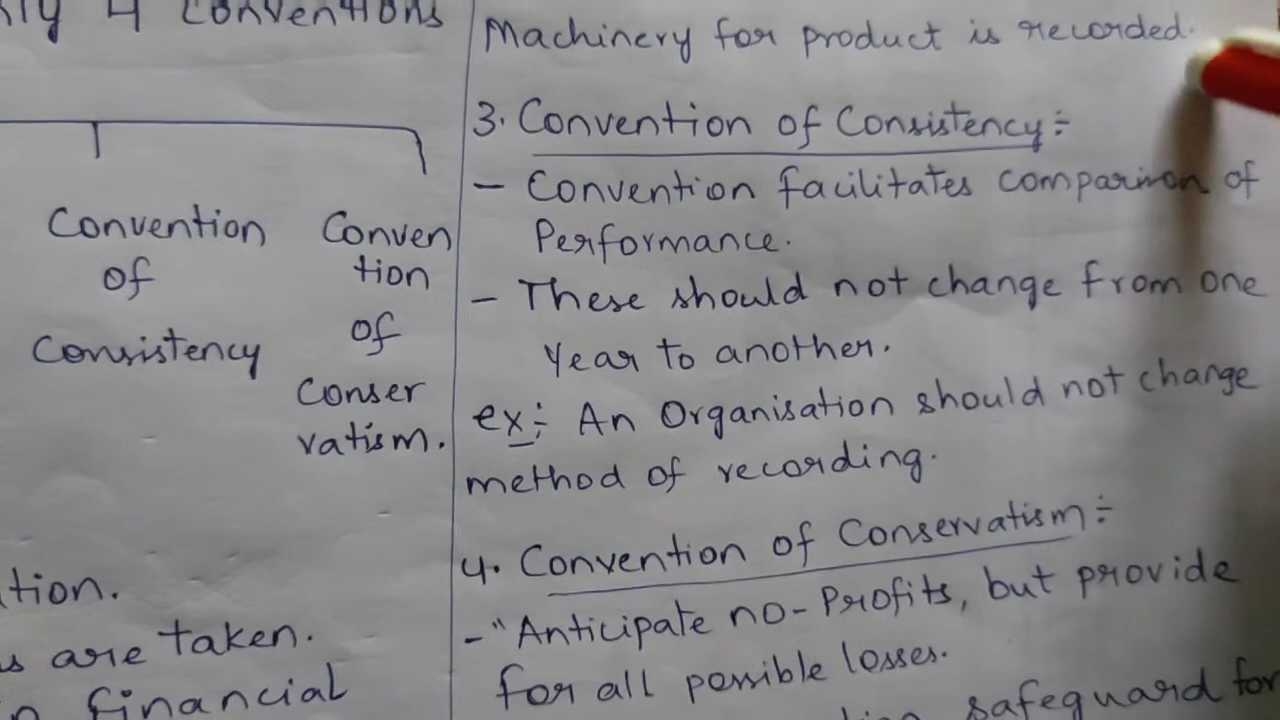 4 Conventions
Convention
of
Consistency
Conven
tion
of
Conser
vatism.
tion.
are taken.
financial
Machinery for product is recorded.
3. Convention of Consistency:-
- Convention facilitates comparison of
Performance.
- These should not change from one
Year to another.
ex:- An Organisation should not change
method of recording.
4. Convention of Conservatism:-
- "Anticipate no-Profits, but provide
for all possible losses.
safeguard for